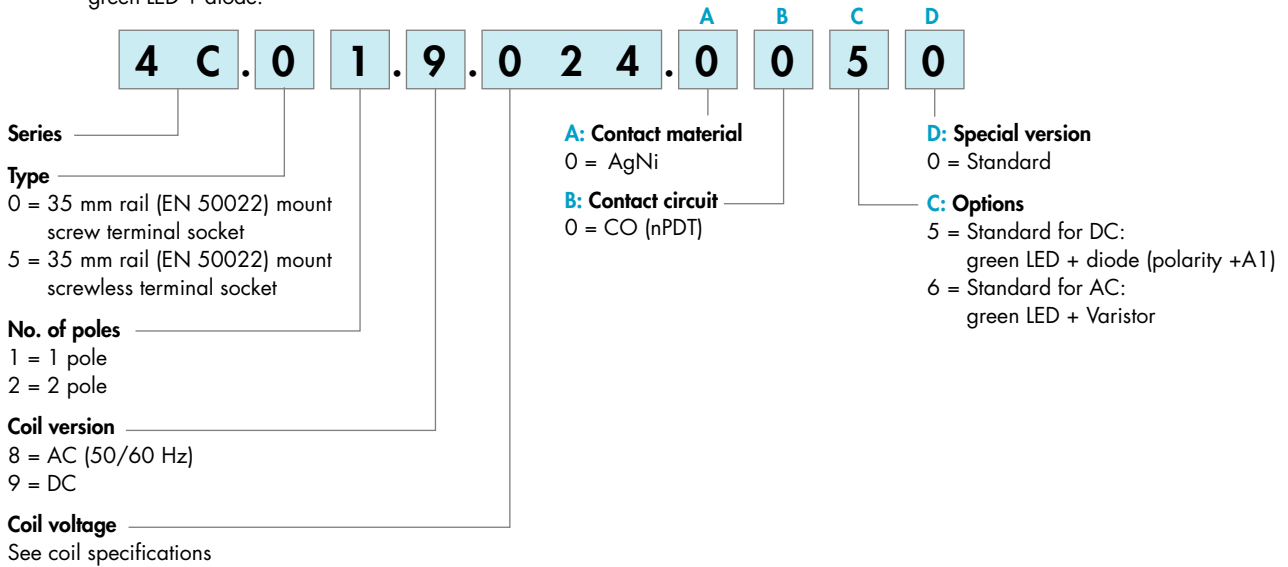 green LED + diode.
A B C D
4 C . 0 1 . 9 . 0 2 4 . 0 0 5 0
Series
Type
0 = 35 mm rail (EN 50022) mount
screw terminal socket
5 = 35 mm rail (EN 50022) mount
screwless terminal socket
No. of poles
1 = 1 pole
2 = 2 pole
Coil version
8 = AC (50/60 Hz)
9 = DC
Coil voltage
See coil specifications
A: Contact material
0 = AgNi
B: Contact circuit
0 = CO (nPDT)
D: Special version
0 = Standard
C: Options
5 = Standard for DC:
green LED + diode (polarity +A1)
6 = Standard for AC:
green LED + Varistor